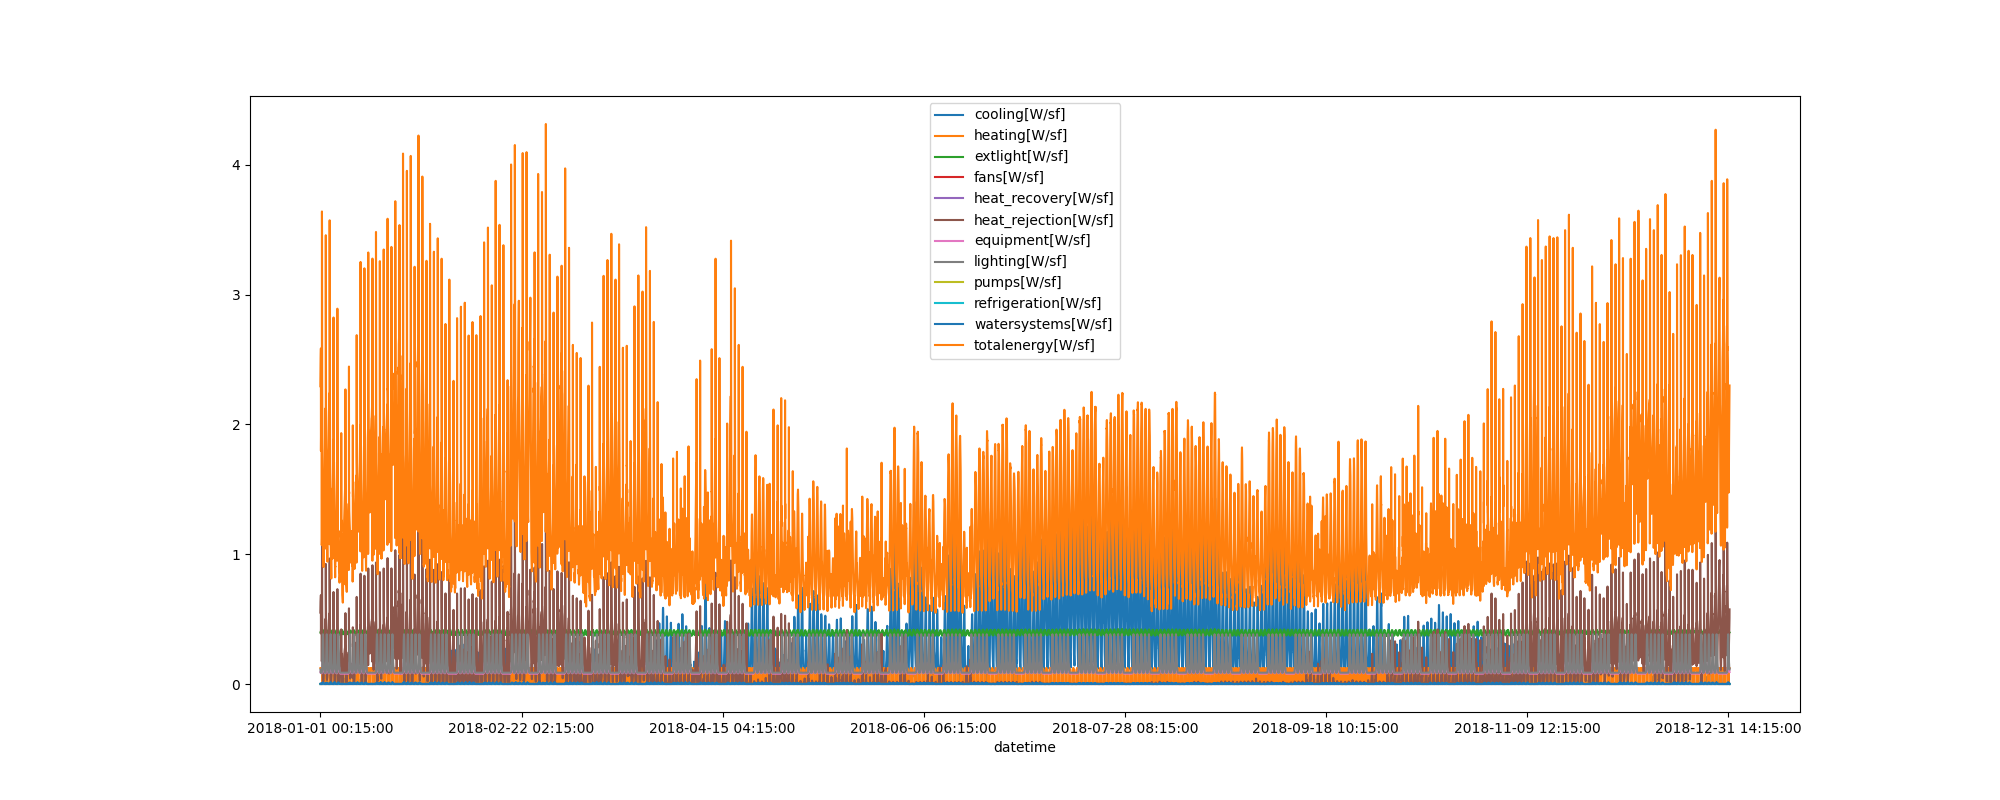 cooling[W/sf]
heating[W/sf]
extlight[W/sf]
fans[W/sf]
heat_recovery[W/sf]
heat_rejection[W/sf]
equipment[W/sf]
lighting[W/sf]
pumps[W/sf]
refrigeration[W/sf]
watersystems[W/sf]
totalenergy[W/sf]
4
3
2
1
0
2018-01-01 00:15:00 2018-02-22 02:15:00 2018-04-15 04:15:00 2018-06-06 06:15:00 2018-07-28 08:15:00 2018-09-18 10:15:00 2018-11-09 12:15:00 2018-12-31 14:15:00
datetime